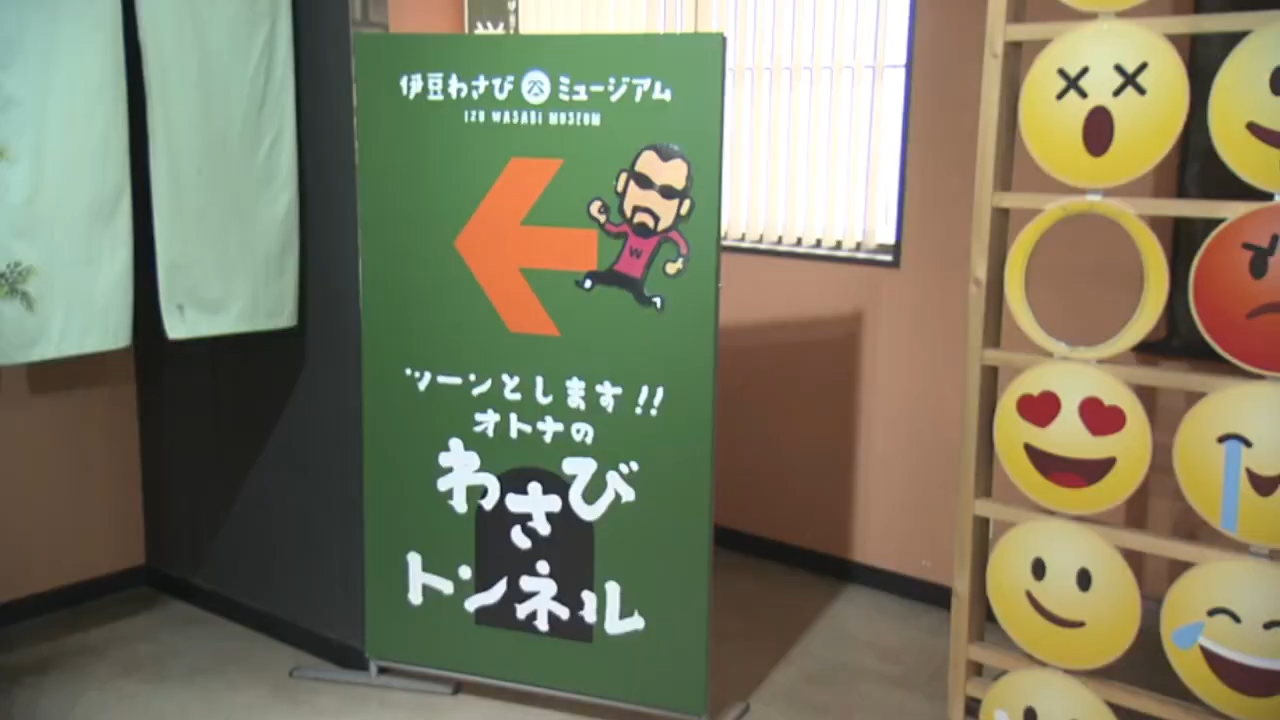 伊豆わさび ミュージアム
IZU WASABI MUSEUM
W
ツーンとします!!
オトナの
わさび
トンネル